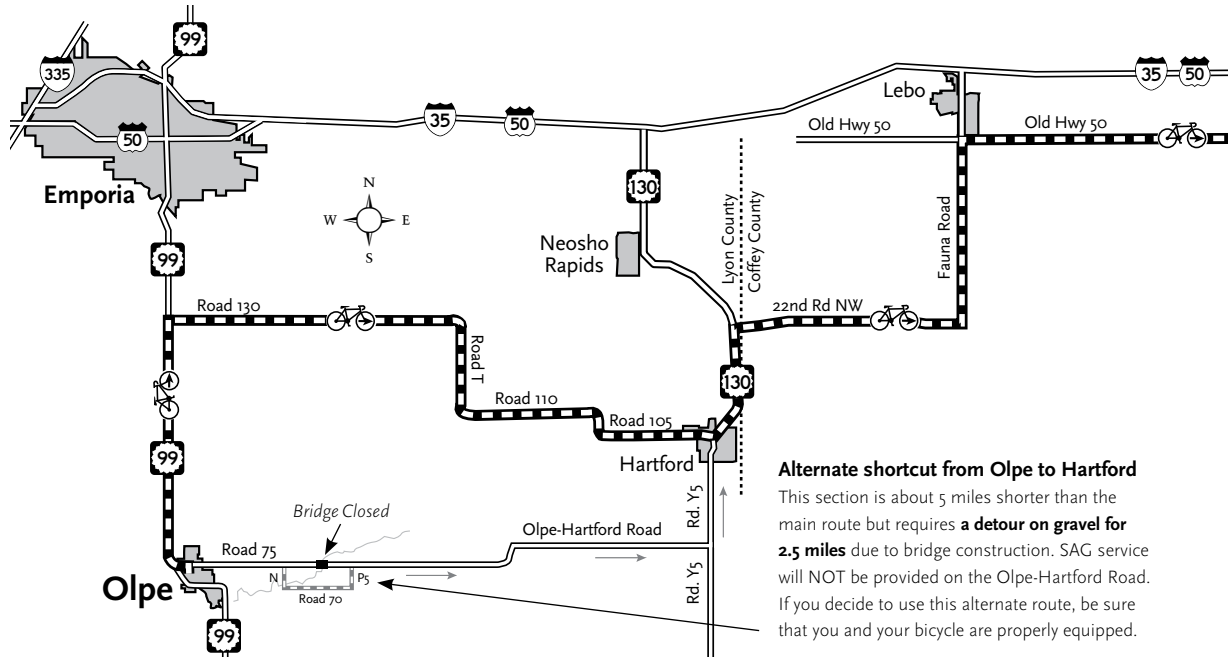 99
335
35
50
Lebo
35
50
Old Hwy 50
Old Hwy 50
50
Emporia
N
W
E
S
130
Neosho
Rapids
Lyon County
Coffey County
Fauna Road
99
Road 130
22nd Rd NW
Road T
130
Road 110
Road 105
Hartford
99
Rd. Y5
Bridge Closed
Olpe-Hartford Road
Road 75
N
P5
Road 70
Olpe
Rd. Y5
99
Alternate shortcut from Olpe to Hartford
This section is about 5 miles shorter than the
main route but requires a detour on gravel for
2.5 miles due to bridge construction. SAG service
will NOT be provided on the Olpe-Hartford Road.
If you decide to use this alternate route, be sure
that you and your bicycle are properly equipped.